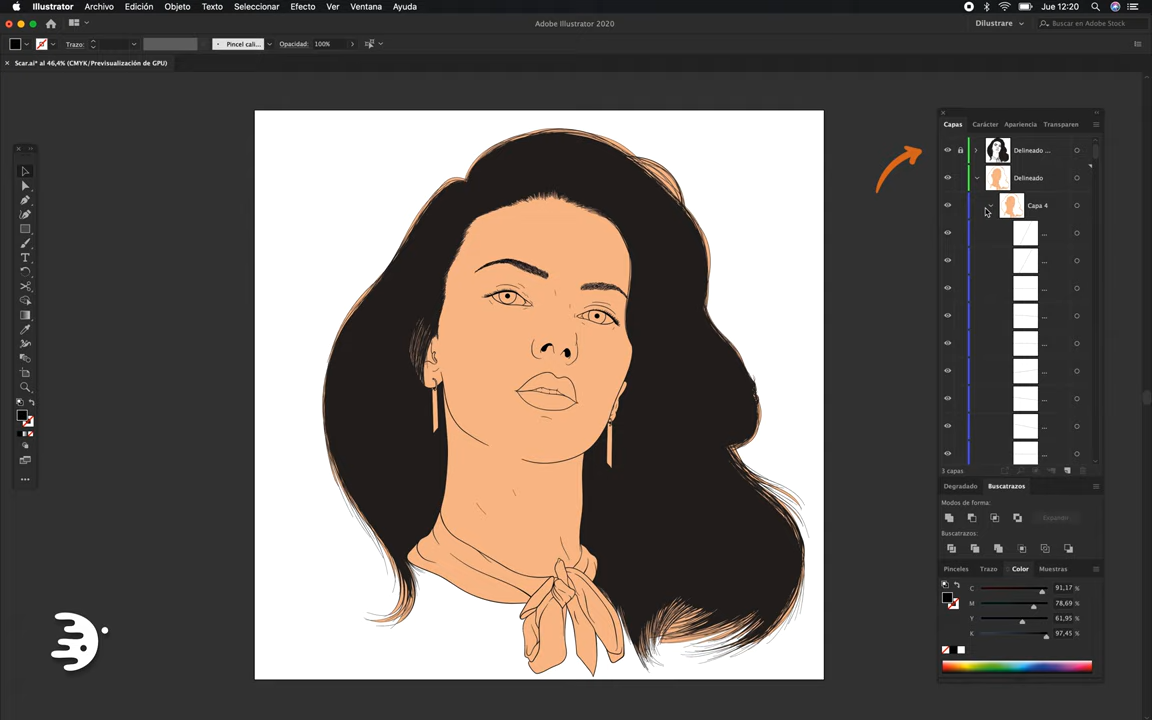 Illustrator Archivo Edición Objeto Texto Seleccionar Efecto Ver Ventana Ayuda
Jue 12:20
Adobe Illustrator 2020
Dilustrare
Buscar en Adobe Stock
Trazo:
Pincel cali...
Opacidad: 100%
Scar.ai* al 46,4% (CMYK/Previsualización de GPU)
Capas Carácter Apariencia Transparen
Delineado ...
Delineado
Capa 4
...
...
...
...
...
...
...
...
...
3 capas
Degradado Buscatrazos
Modos de forma:
Expandir
Buscatrazos:
Pinceles Trazo Color Muestras
C 91,17 %
M 78,69 %
Y 61,95 %
K 97,45 %